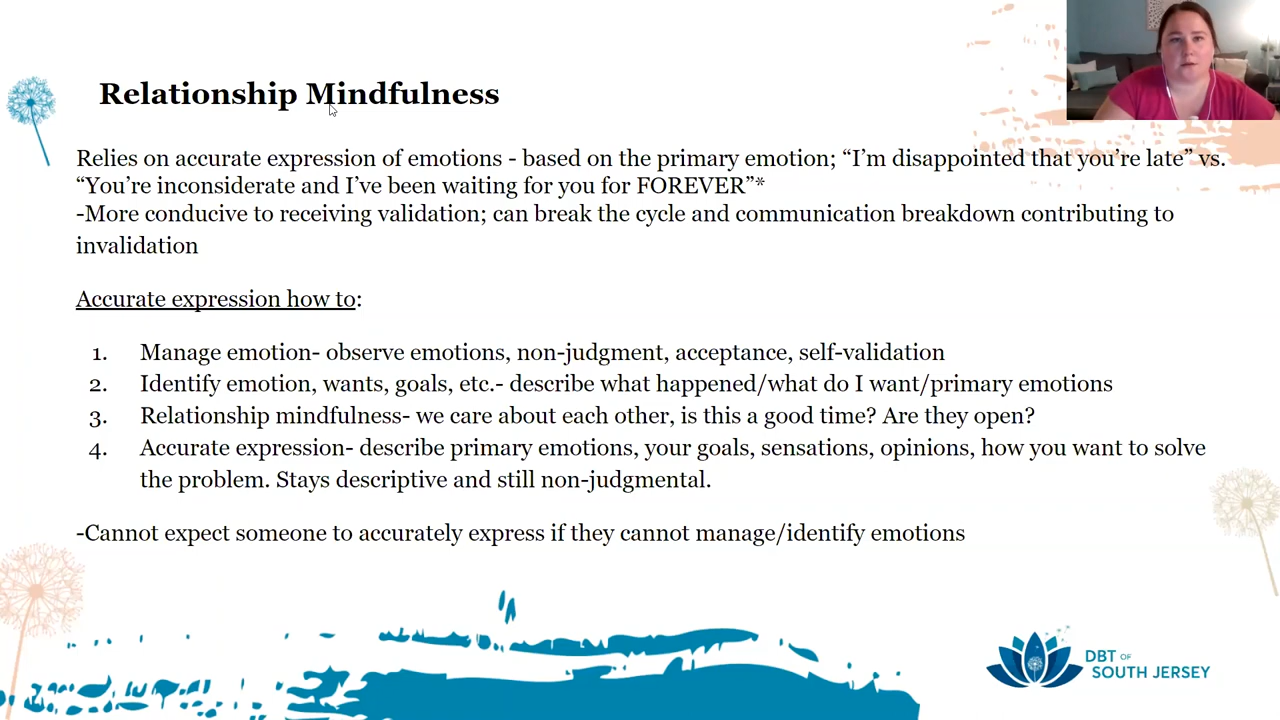 Relationship Mindfulness
Relies on accurate expression of emotions - based on the primary emotion; “I’m disappointed that you’re late” vs.
“You’re inconsiderate and I’ve been waiting for you for FOREVER”*
-More conducive to receiving validation; can break the cycle and communication breakdown contributing to
invalidation
Accurate expression how to:
1. Manage emotion- observe emotions, non-judgment, acceptance, self-validation
2. Identify emotion, wants, goals, etc.- describe what happened/what do I want/primary emotions
3. Relationship mindfulness- we care about each other, is this a good time? Are they open?
4. Accurate expression- describe primary emotions, your goals, sensations, opinions, how you want to solve
the problem. Stays descriptive and still non-judgmental.
-Cannot expect someone to accurately express if they cannot manage/identify emotions
DBT OF
SOUTH JERSEY